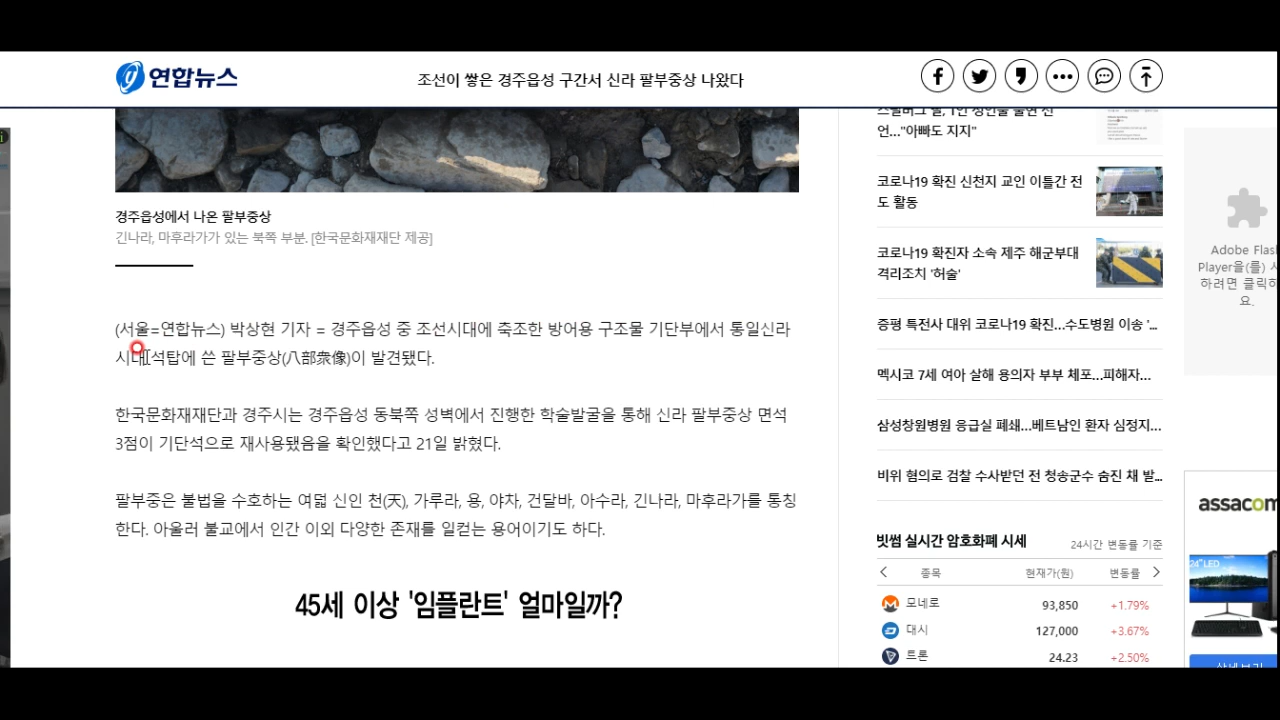 연합뉴스
조선이 쌓은 경주읍성 구간서 신라 팔부중상 나왔다
경주읍성에서 나온 팔부중상
긴나라, 마후라가가 있는 북쪽 부분. [한국문화재재단 제공]
(서울=연합뉴스) 박상현 기자 = 경주읍성 중 조선시대에 축조한 방어용 구조물 기단부에서 통일신라
시대 석탑에 쓴 팔부중상(八部衆像)이 발견됐다.
한국문화재재단과 경주시는 경주읍성 동북쪽 성벽에서 진행한 학술발굴을 통해 신라 팔부중상 면석
3점이 기단석으로 재사용됐음을 확인했다고 21일 밝혔다.
팔부중은 불법을 수호하는 여덟 신인 천(天), 가루라, 용, 야차, 건달바, 아수라, 긴나라, 마후라가를 통칭
한다. 아울러 불교에서 인간 이외 다양한 존재를 일컫는 용어이기도 하다.
45세 이상 '임플란트' 얼마일까?
언..."아빠도 지지"
코로나19 확진 신천지 교인 이틀간 전
도 활동
코로나19 확진자 소속 제주 해군부대
격리조치 '허술'
증평 특전사 대위 코로나19 확진...수도병원 이송 '...
멕시코 7세 여아 살해 용의자 부부 체포...피해자...
삼성창원병원 응급실 폐쇄...베트남인 환자 심정지...
비위 혐의로 검찰 수사받던 전 청송군수 숨진 채 발...
빗썸 실시간 암호화폐 시세
24시간 변동률 기준
종목 현재가(원) 변동률
모네로 93,850 +1.79%
대시 127,000 +3.67%
트론 24.23 +2.50%
Adobe Flash
Player을(를) 사
하려면 클릭하
요.
assacom
24" LED